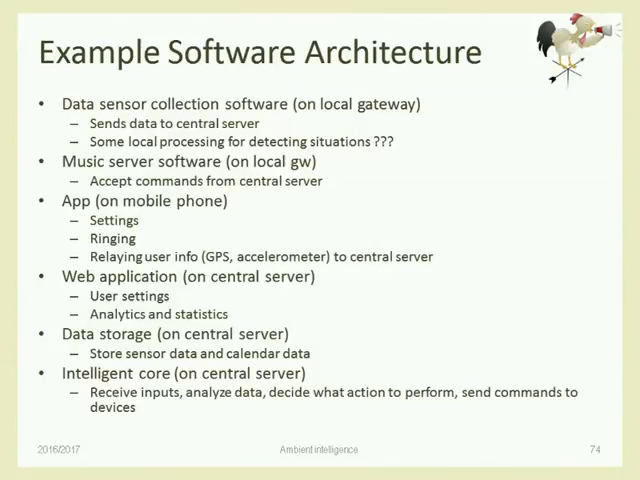 Example Software Architecture
• Data sensor collection software (on local gateway)
– Sends data to central server
– Some local processing for detecting situations ???
• Music server software (on local gw)
– Accept commands from central server
• App (on mobile phone)
– Settings
– Ringing
– Relaying user info (GPS, accelerometer) to central server
• Web application (on central server)
– User settings
– Analytics and statistics
• Data storage (on central server)
– Store sensor data and calendar data
• Intelligent core (on central server)
– Receive inputs, analyze data, decide what action to perform, send commands to
devices
2016/2017
Ambient intelligence
74